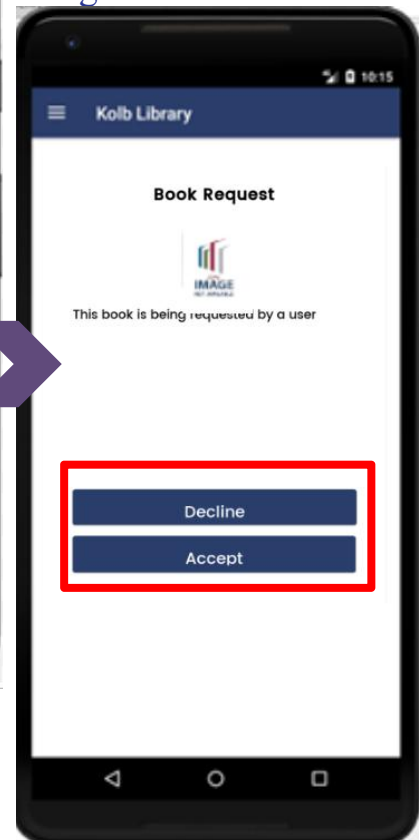 10:15
Kolb Library
Book Request
IMAGE
This book is being requested by a user
Decline
Accept